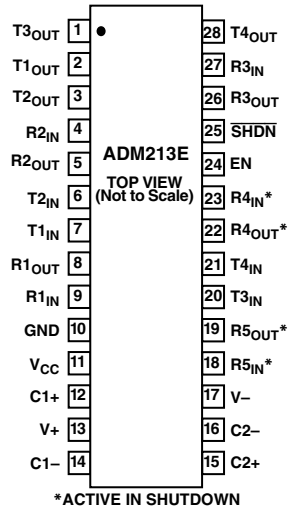 T3OUT 1
T1OUT 2
T2OUT 3
R2IN 4
R2OUT 5
T2IN 6
T1IN 7
R1OUT 8
R1IN 9
GND 10
VCC 11
C1+ 12
V+ 13
C1– 14
ADM213E
TOP VIEW
(Not to Scale)
28 T4OUT
27 R3IN
26 R3OUT
25 SHDN
24 EN
23 R4IN*
22 R4OUT*
21 T4IN
20 T3IN
19 R5OUT*
18 R5IN*
17 V–
16 C2–
15 C2+
*ACTIVE IN SHUTDOWN